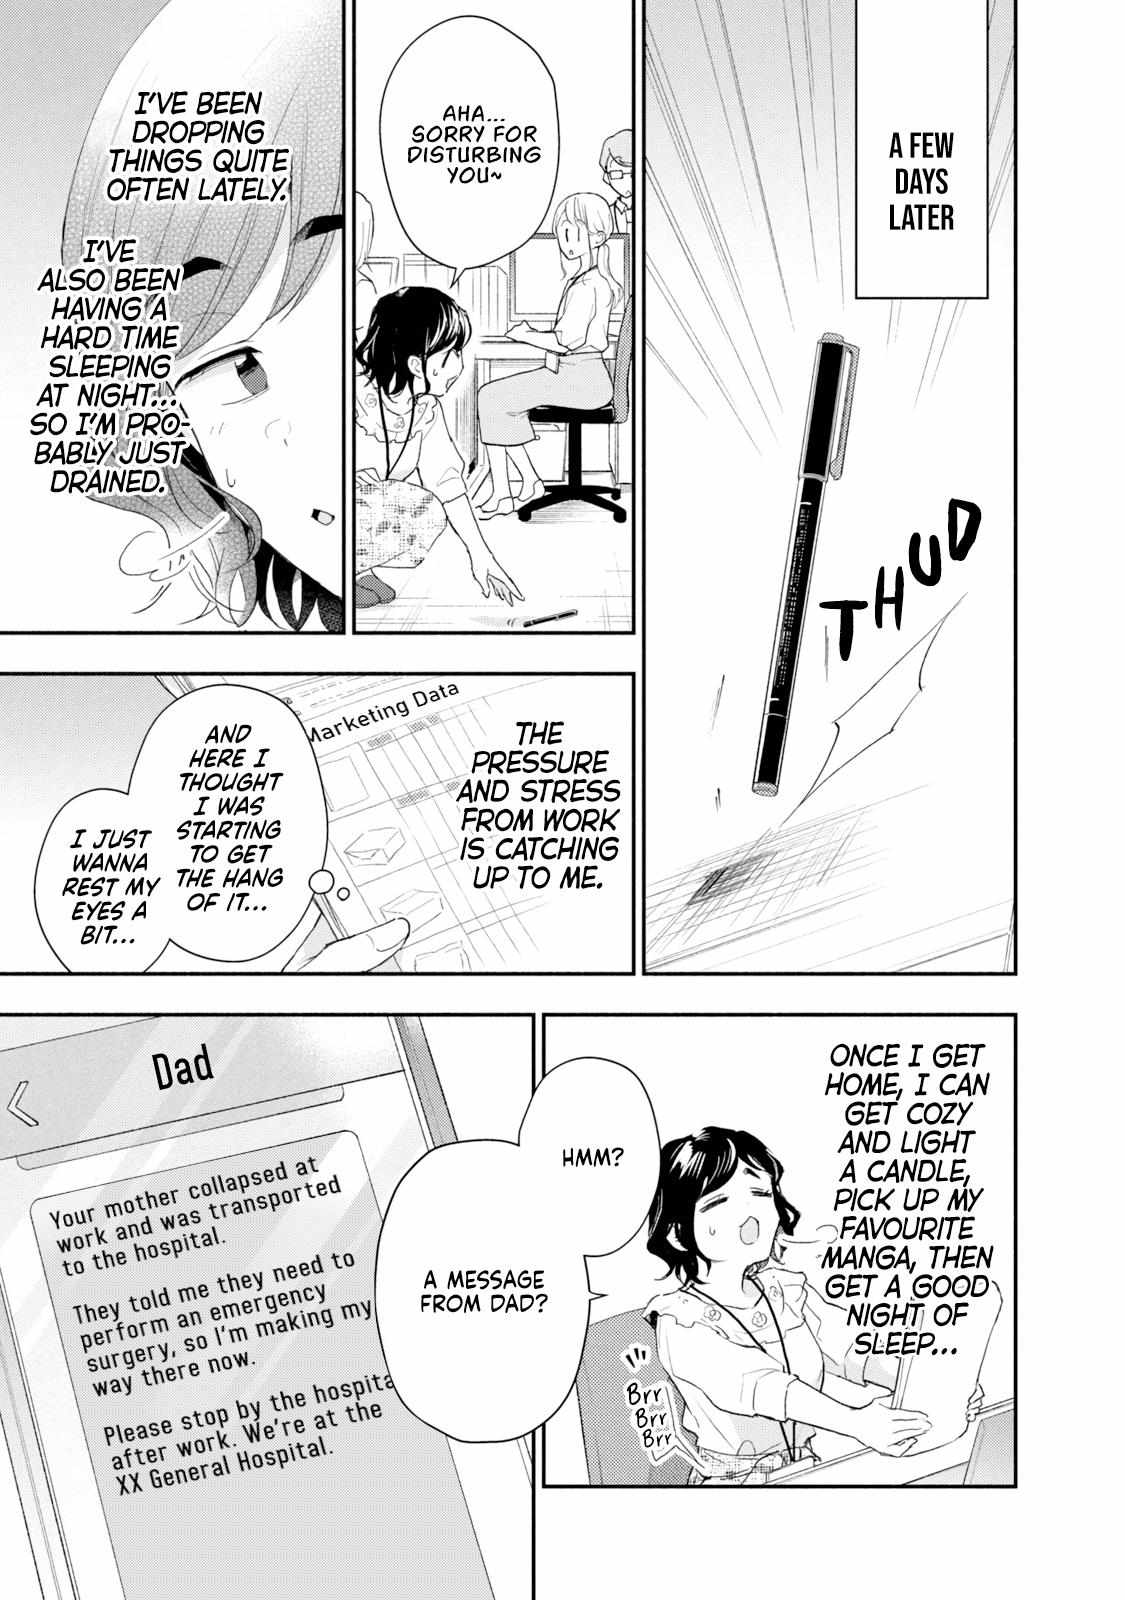 A FEW
DAYS
LATER
THUD
AHA...
SORRY FOR
DISTURBING
YOU~
I'VE BEEN
DROPPING
THINGS QUITE
OFTEN LATELY.
I'VE
ALSO BEEN
HAVING A
HARD TIME
SLEEPING
AT NIGHT...
SO I'M PRO-
BABLY JUST
DRAINED.
Marketing Data
THE
PRESSURE
AND STRESS
FROM WORK
IS CATCHING
UP TO ME.
AND
HERE I
THOUGHT
I WAS
STARTING
TO GET
THE HANG
OF IT...
I JUST
WANNA
REST MY
EYES A
BIT...
ONCE I GET
HOME, I CAN
GET COZY
AND LIGHT
A CANDLE,
PICK UP MY
FAVOURITE
MANGA, THEN
GET A GOOD
NIGHT OF
SLEEP...
Brr
Brr
Brr
HMM?
A MESSAGE
FROM DAD?
Dad
Your mother collapsed at
work and was transported
to the hospital.
They told me they need to
perform an emergency
surgery, so I'm making my
way there now.
Please stop by the hospita
after work. We're at the
XX General Hospital.